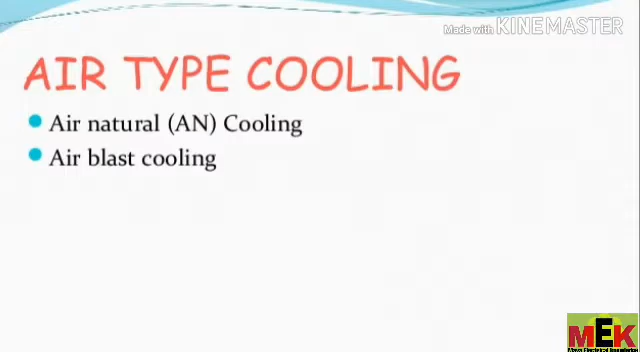 Made with KINEMASTER
AIR TYPE COOLING
Air natural (AN) Cooling
Air blast cooling
MEK